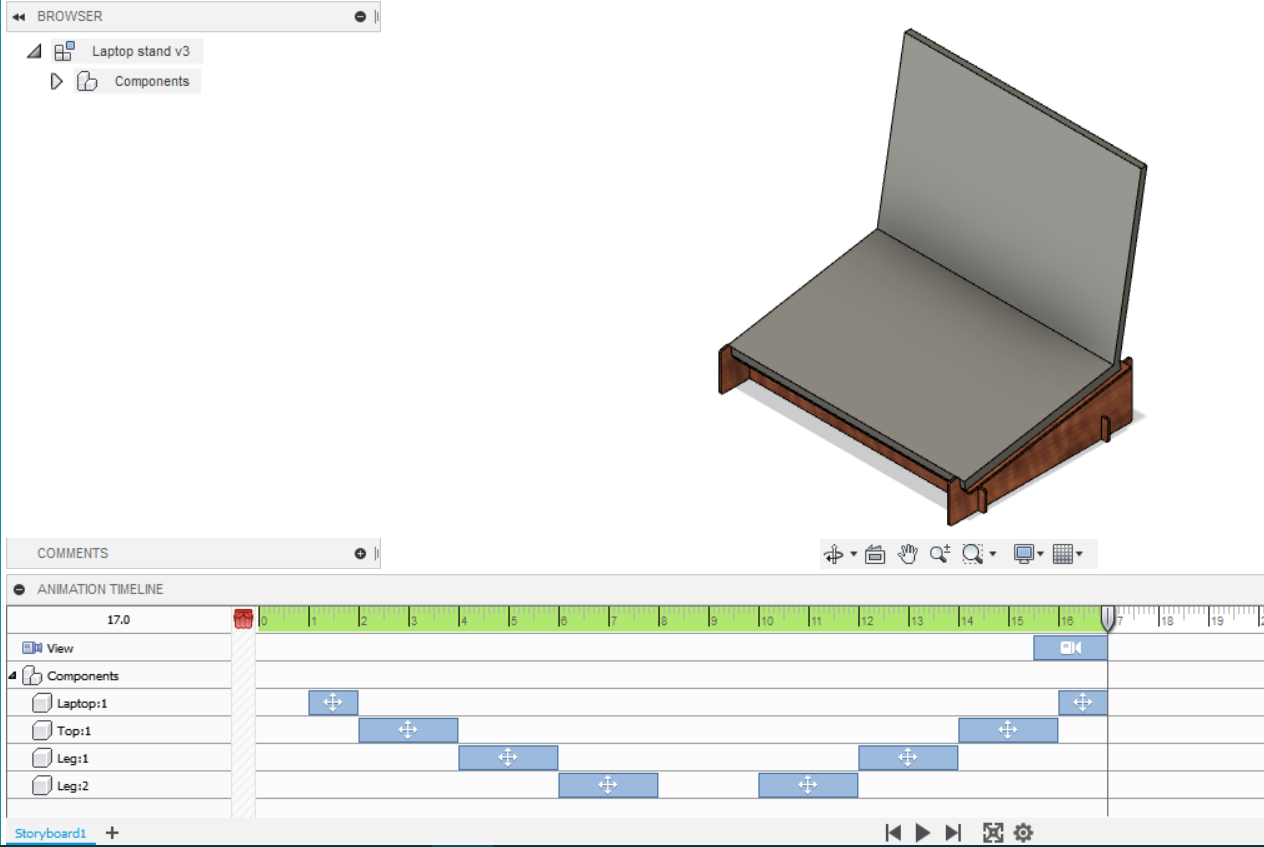 BROWSER
Laptop stand v3
Components
COMMENTS
ANIMATION TIMELINE
17.0
0 1 2 3 4 5 6 7 8 9 10 11 12 13 14 15 16 17 18 19 2
View
Components
Laptop:1
Top:1
Leg:1
Leg:2
Storyboard1